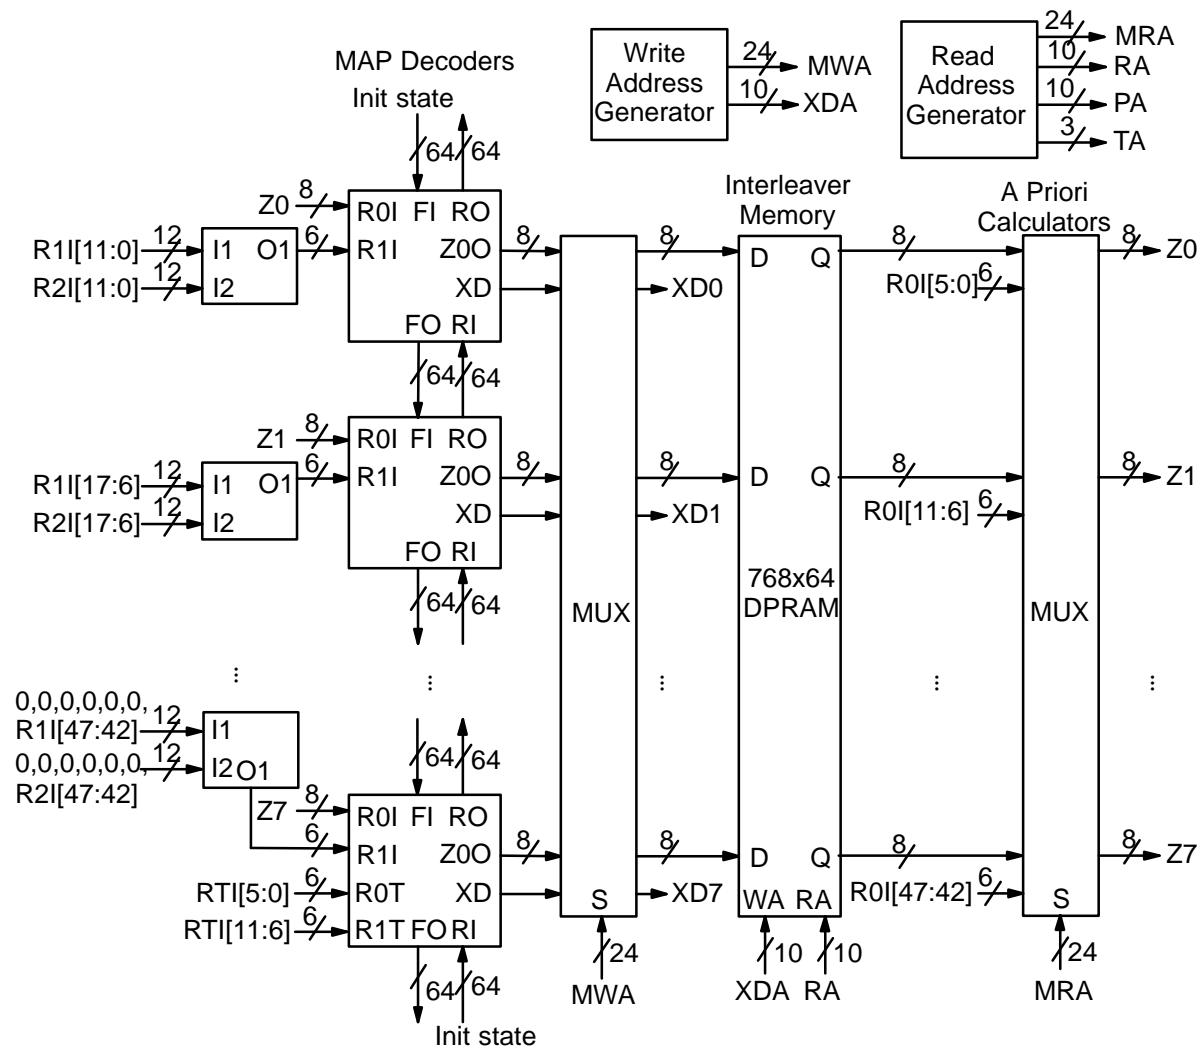 MAP Decoders
Init state
64 64
Write
Address
Generator
24 MWA
10 XDA
Read
Address
Generator
24 MRA
10 RA
10 PA
3 TA
Interleaver
Memory
A Priori
Calculators
Z0 8 R0I FI RO
R1I[11:0] 12 I1 O1 6 R1I Z0O 8 8 D Q 8 8 Z0
R2I[11:0] 12 I2 XD XD0 R0I[5:0] 6
FO RI
64 64
Z1 8 R0I FI RO
R1I[17:6] 12 I1 O1 6 R1I Z0O 8 8 D Q 8 8 Z1
R2I[17:6] 12 I2 XD XD1 R0I[11:6] 6
FO RI
64 64
MUX
768x64
DPRAM
MUX
... ... ... ... ...
0,0,0,0,0,0,
R1I[47:42] 12 I1
0,0,0,0,0,0,
R2I[47:42] 12 I2 O1
64 64
Z7 8 R0I FI RO
6 R1I Z0O 8 8 D Q 8 8 Z7
RTI[5:0] 6 R0T XD XD7 R0I[47:42] 6
RTI[11:6] 6 R1T FO RI
S WA RA S
64 64
24 10 10 24
MWA XDA RA MRA
Init state